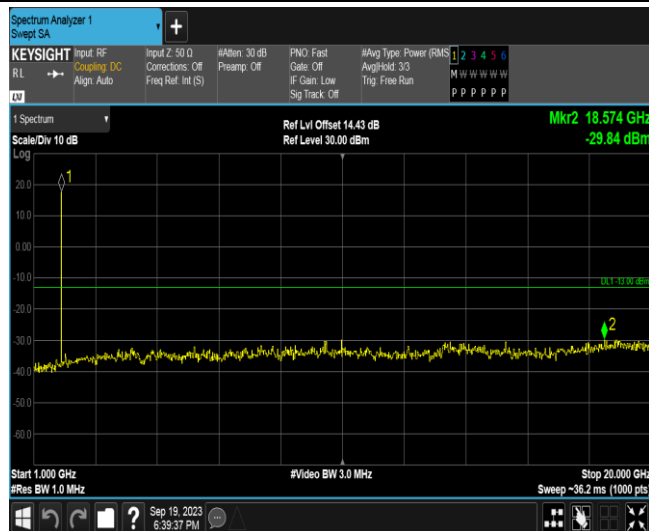 Spectrum Analyzer 1
Swept SA
+
KEYSIGHT
RL
LXI
Input: RF
Coupling: DC
Align: Auto
Input Z: 50 Ω
Corrections: Off
Freq Ref: Int (S)
#Atten: 30 dB
Preamp: Off
PNO: Fast
Gate: Off
IF Gain: Low
Sig Track: Off
#Avg Type: Power (RMS
Avg|Hold: 3/3
Trig: Free Run
1 2 3 4 5 6
M W W W W W
P P P P P P
1 Spectrum
Scale/Div 10 dB
Log
Ref Lvl Offset 14.43 dB
Ref Level 30.00 dBm
Mkr2 18.574 GHz
-29.84 dBm
1
20.0
10.0
0.00
-10.0
DL1 -13.00 dBm
-20.0
2
-30.0
-40.0
-50.0
-60.0
Start 1.000 GHz
#Res BW 1.0 MHz
#Video BW 3.0 MHz
Stop 20.000 GHz
Sweep ~36.2 ms (1000 pts)
?
Sep 19, 2023
6:39:37 PM